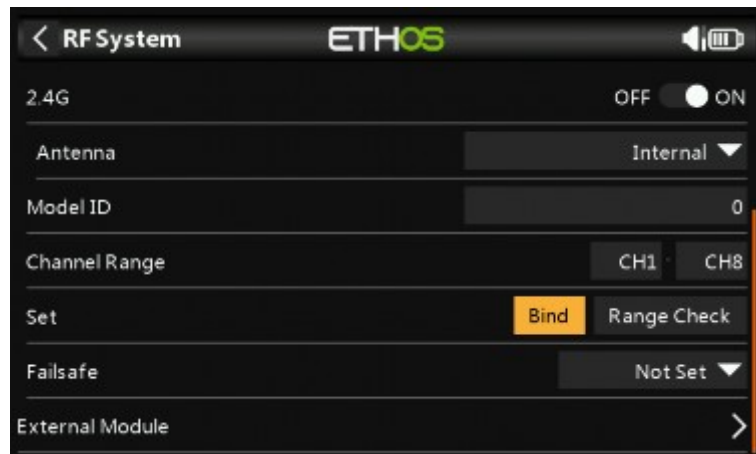 RF System ETHOS
2.4G OFF ON
Antenna Internal
Model ID 0
Channel Range CH1 - CH8
Set Bind Range Check
Failsafe Not Set
External Module